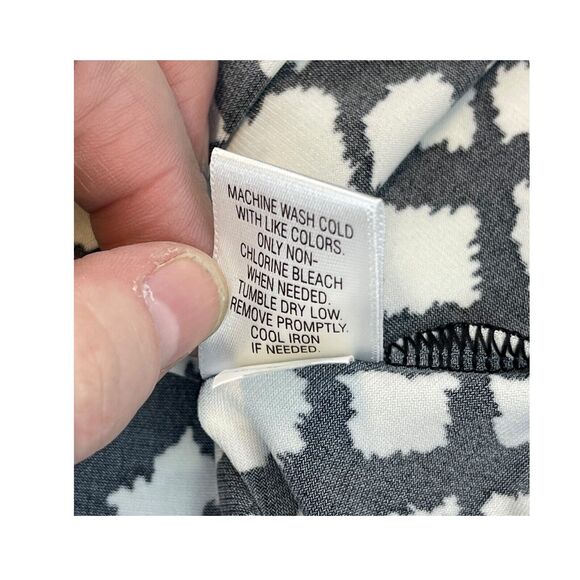 MACHINE WASH COLD
WITH LIKE COLORS.
ONLY NON-
CHLORINE BLEACH
WHEN NEEDED.
TUMBLE DRY LOW.
REMOVE PROMPTLY.
COOL IRON
IF NEEDED.